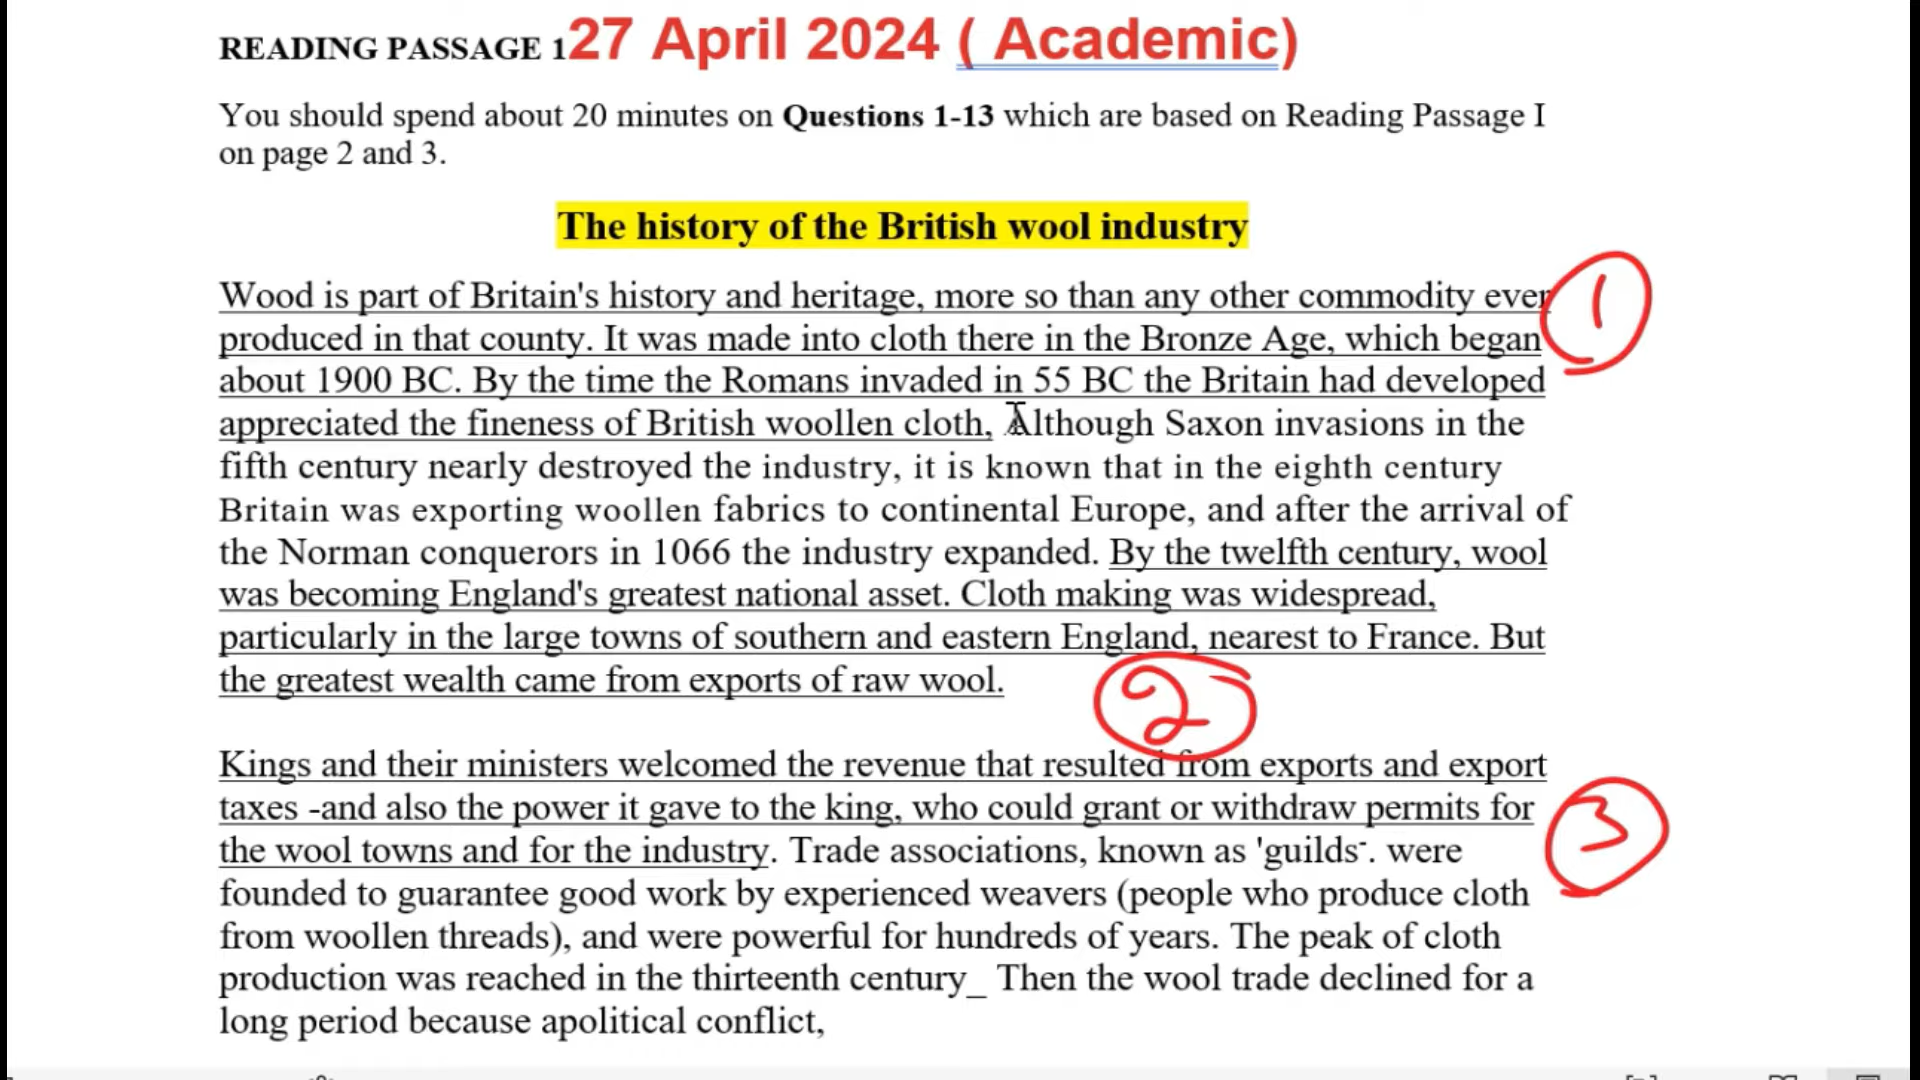 READING PASSAGE 1 27 April 2024 ( Academic)
You should spend about 20 minutes on Questions 1-13 which are based on Reading Passage I
on page 2 and 3.
The history of the British wool industry
Wood is part of Britain's history and heritage, more so than any other commodity ever
produced in that county. It was made into cloth there in the Bronze Age, which began
1
about 1900 BC. By the time the Romans invaded in 55 BC the Britain had developed
appreciated the fineness of British woollen cloth, Although Saxon invasions in the
fifth century nearly destroyed the industry, it is known that in the eighth century
Britain was exporting woollen fabrics to continental Europe, and after the arrival of
the Norman conquerors in 1066 the industry expanded. By the twelfth century, wool
was becoming England's greatest national asset. Cloth making was widespread,
particularly in the large towns of southern and eastern England, nearest to France. But
the greatest wealth came from exports of raw wool.
2
Kings and their ministers welcomed the revenue that resulted from exports and export
taxes -and also the power it gave to the king, who could grant or withdraw permits for
3
the wool towns and for the industry. Trade associations, known as 'guilds-. were
founded to guarantee good work by experienced weavers (people who produce cloth
from woollen threads), and were powerful for hundreds of years. The peak of cloth
production was reached in the thirteenth century_ Then the wool trade declined for a
long period because apolitical conflict,